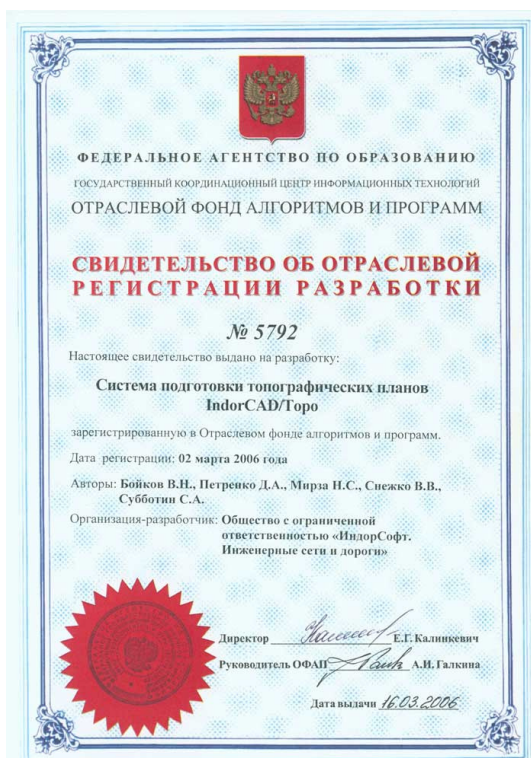 ФЕДЕРАЛЬНОЕ АГЕНТСТВО ПО ОБРАЗОВАНИЮ
ГОСУДАРСТВЕННЫЙ КООРДИНАЦИОННЫЙ ЦЕНТР ИНФОРМАЦИОННЫХ ТЕХНОЛОГИЙ
ОТРАСЛЕВОЙ ФОНД АЛГОРИТМОВ И ПРОГРАММ
СВИДЕТЕЛЬСТВО ОБ ОТРАСЛЕВОЙ
РЕГИСТРАЦИИ РАЗРАБОТКИ
№ 5792
Настоящее свидетельство выдано на разработку:
Система подготовки топографических планов
IndorCAD/Topo
зарегистрированную в Отраслевом фонде алгоритмов и программ.
Дата регистрации: 02 марта 2006 года
Авторы: Бойков В.Н., Петренко Д.А., Мирза Н.С., Снежко В.В.,
Субботин С.А.
Организация-разработчик: Общество с ограниченной
ответственностью «ИндорСофт.
Инженерные сети и дороги»
Директор Е.Г. Калинкевич
Руководитель ОФАП А.И. Галкина
Дата выдачи 16.03.2006